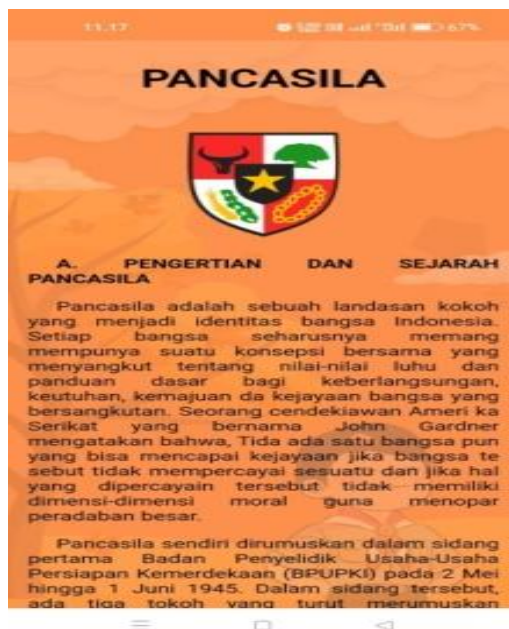 11.17
67%
PANCASILA
A. PENGERTIAN DAN SEJARAH
PANCASILA
Pancasila adalah sebuah landasan kokoh
yang menjadi identitas bangsa Indonesia.
Setiap bangsa seharusnya memang
mempunya suatu konsepsi bersama yang
menyangkut tentang nilai-nilai luhu dan
panduan dasar bagi keberlangsungan,
keutuhan, kemajuan da kejayaan bangsa yang
bersangkutan. Seorang cendekiawan Ameri ka
Serikat yang bernama John Gardner
mengatakan bahwa, Tida ada satu bangsa pun
yang bisa mencapai kejayaan jika bangsa te
sebut tidak mempercayai sesuatu dan jika hal
yang dipercayain tersebut tidak memiliki
dimensi-dimensi moral guna menopar
peradaban besar.
Pancasila sendiri dirumuskan dalam sidang
pertama Badan Penyelidik Usaha-Usaha
Persiapan Kemerdekaan (BPUPKI) pada 2 Mei
hingga 1 Juni 1945. Dalam sidang tersebut,
ada tiga tokoh yang turut merumuskan